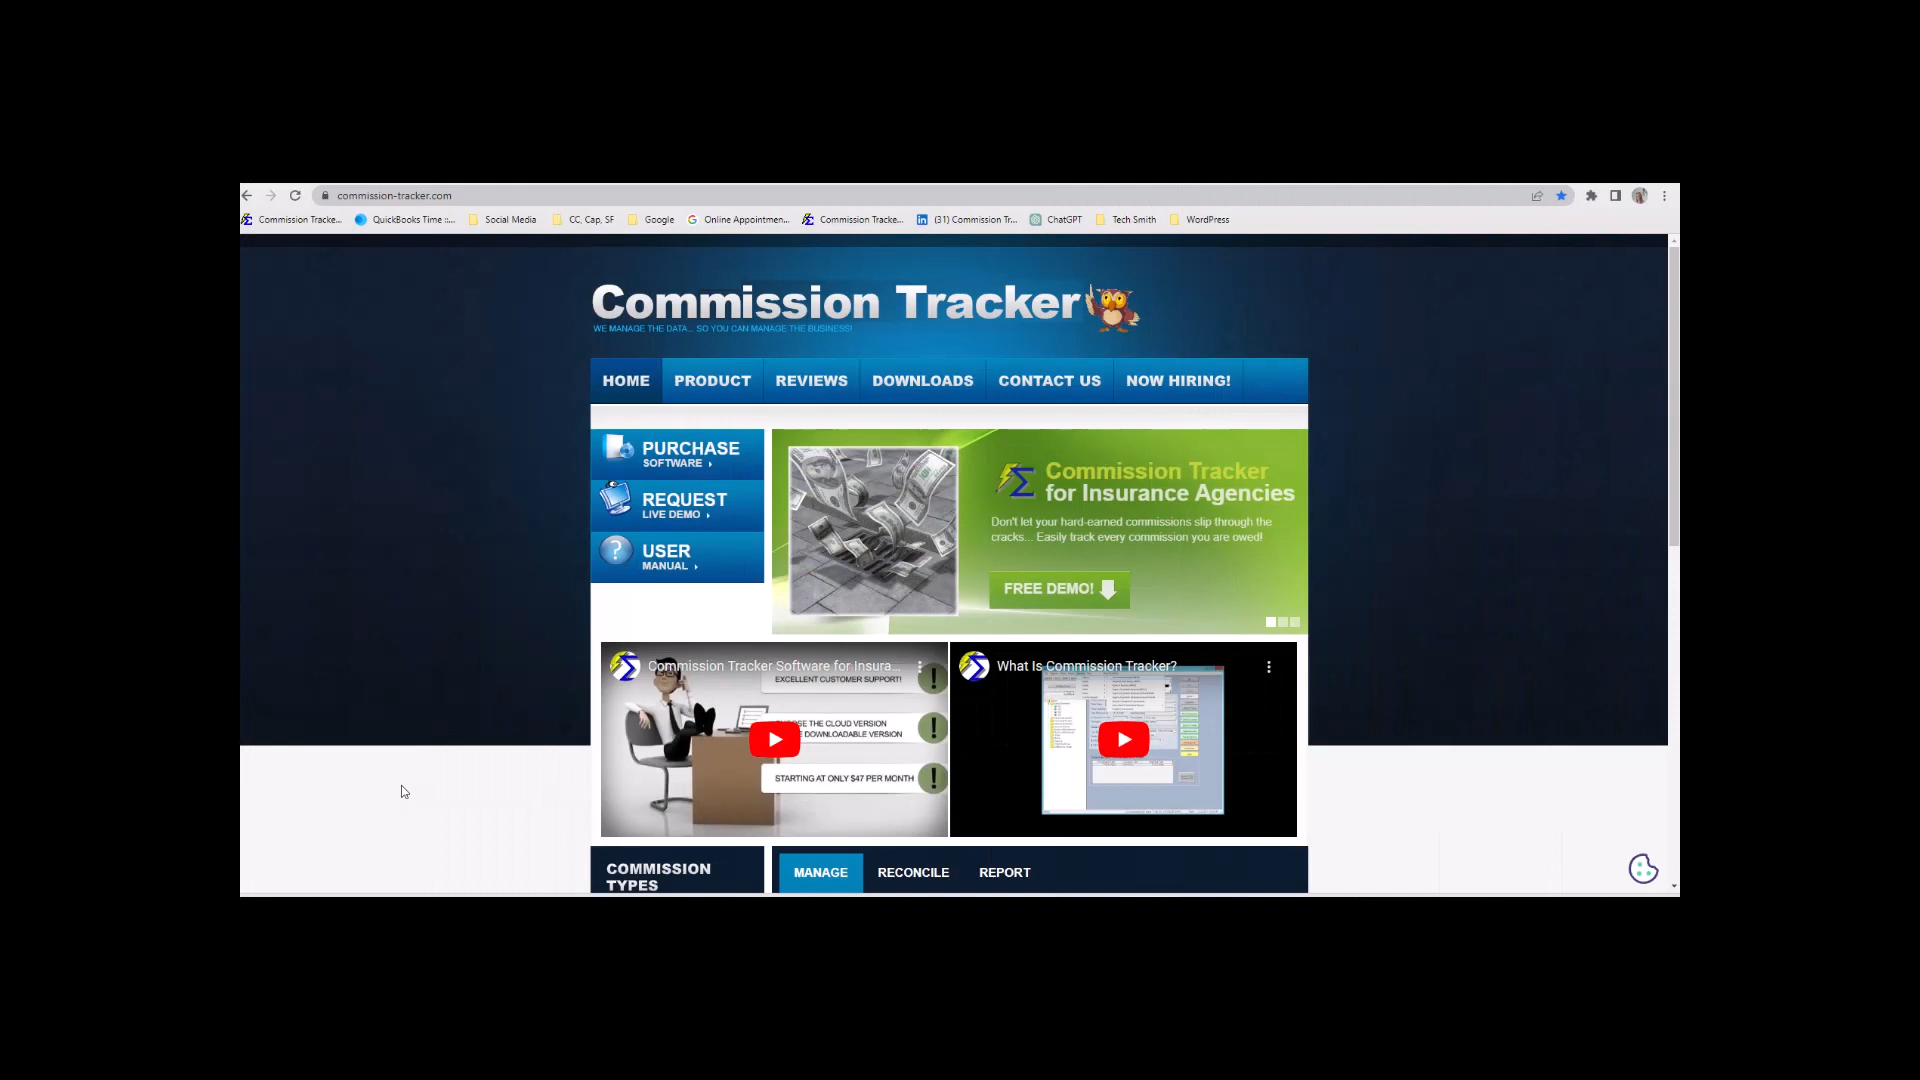 commission-tracker.com
Commission Tracke... QuickBooks Time ::... Social Media CC, Cap, SF Google Online Appointmen... Commission Tracke... (31) Commission Tr... ChatGPT Tech Smith WordPress
Commission Tracker
WE MANAGE THE DATA... SO YOU CAN MANAGE THE BUSINESS!
HOME PRODUCT REVIEWS DOWNLOADS CONTACT US NOW HIRING!
PURCHASE
SOFTWARE
REQUEST
LIVE DEMO
USER
MANUAL
Commission Tracker
for Insurance Agencies
Don't let your hard-earned commissions slip through the
cracks... Easily track every commission you are owed!
FREE DEMO!
Commission Tracker Software for Insura...
EXCELLENT CUSTOMER SUPPORT!
THE CLOUD VERSION
DOWNLOADABLE VERSION
STARTING AT ONLY $47 PER MONTH
What Is Commission Tracker?
COMMISSION
TYPES
MANAGE RECONCILE REPORT